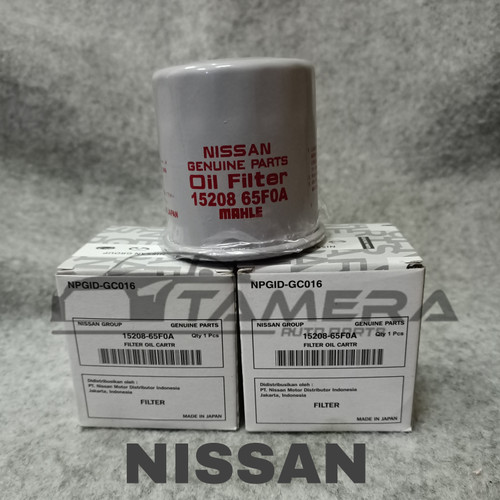 NISSAN
GENUINE PARTS
Oil Filter
15208 65F0A
MAHLE
JAPAN
NPGID-GC016
NISSAN GROUP GENUINE PARTS
15208-65F0A Qty 1 Pcs
FILTER OIL CARTR
Didistribusikan oleh :
PT. Nissan Motor Distributor Indonesia
Jakarta, Indonesia
FILTER
MADE IN JAPAN
NPGID-GC016
NISSAN GROUP GENUINE PARTS
15208-65F0A Qty 1 Pcs
FILTER OIL CARTR
Didistribusikan oleh :
PT. Nissan Motor Distributor Indonesia
Jakarta, Indonesia
FILTER
MADE IN JAPAN
TAMERA
AUTO PARTS
NISSAN